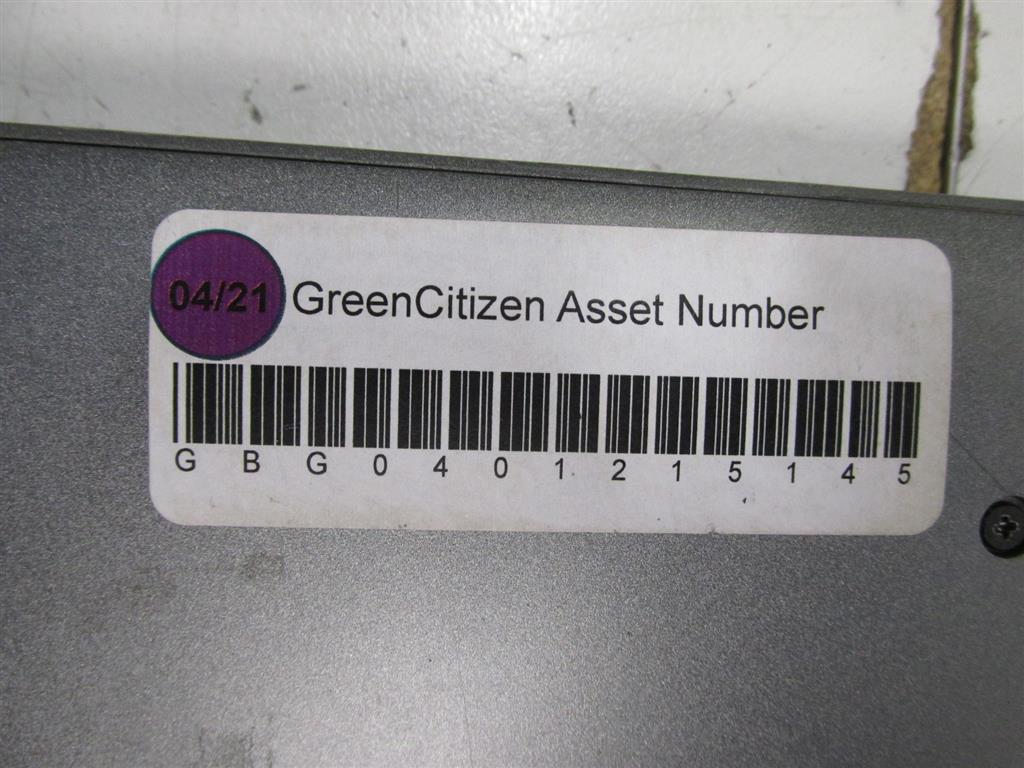 04/21 GreenCitizen Asset Number
G B G 0 4 0 1 2 1 5 1 4 5